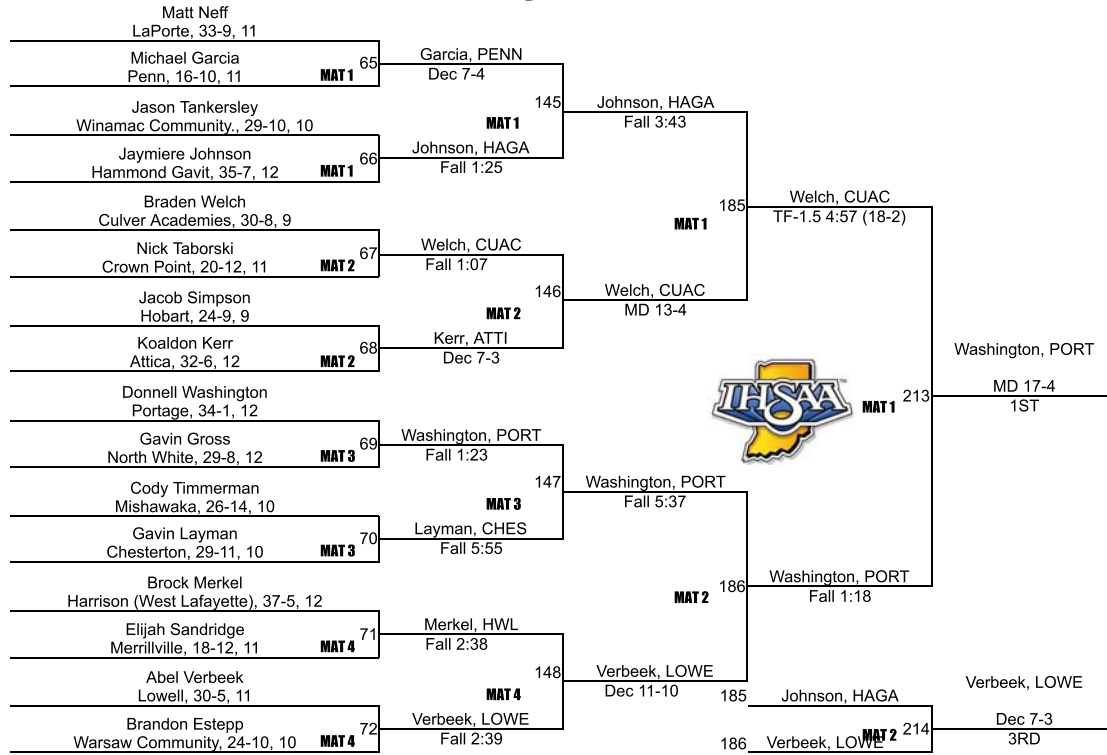 Matt Neff
LaPorte, 33-9, 11
Michael Garcia
Penn, 16-10, 11
MAT 1
65
Garcia, PENN
Dec 7-4
Jason Tankersley
Winamac Community., 29-10, 10
Jaymiere Johnson
Hammond Gavit, 35-7, 12
MAT 1
66
Johnson, HAGA
Fall 1:25
145
MAT 1
Johnson, HAGA
Fall 3:43
Braden Welch
Culver Academies, 30-8, 9
Nick Taborski
Crown Point, 20-12, 11
MAT 2
67
Welch, CUAC
Fall 1:07
Jacob Simpson
Hobart, 24-9, 9
Koaldon Kerr
Attica, 32-6, 12
MAT 2
68
Kerr, ATTI
Dec 7-3
146
MAT 2
Welch, CUAC
MD 13-4
185
MAT 1
Welch, CUAC
TF-1.5 4:57 (18-2)
Donnell Washington
Portage, 34-1, 12
Gavin Gross
North White, 29-8, 12
MAT 3
69
Washington, PORT
Fall 1:23
Cody Timmerman
Mishawaka, 26-14, 10
Gavin Layman
Chesterton, 29-11, 10
MAT 3
70
Layman, CHES
Fall 5:55
147
MAT 3
Washington, PORT
Fall 5:37
Brock Merkel
Harrison (West Lafayette), 37-5, 12
Elijah Sandridge
Merrillville, 18-12, 11
MAT 4
71
Merkel, HWL
Fall 2:38
Abel Verbeek
Lowell, 30-5, 11
Brandon Estepp
Warsaw Community, 24-10, 10
MAT 4
72
Verbeek, LOWE
Fall 2:39
148
MAT 4
Verbeek, LOWE
Dec 11-10
186
MAT 2
Washington, PORT
Fall 1:18
IHSAA
TM
MAT 1
213
Washington, PORT
MD 17-4
1ST
185
Johnson, HAGA
186
Verbeek, LOWE
MAT 2
214
Verbeek, LOWE
Dec 7-3
3RD